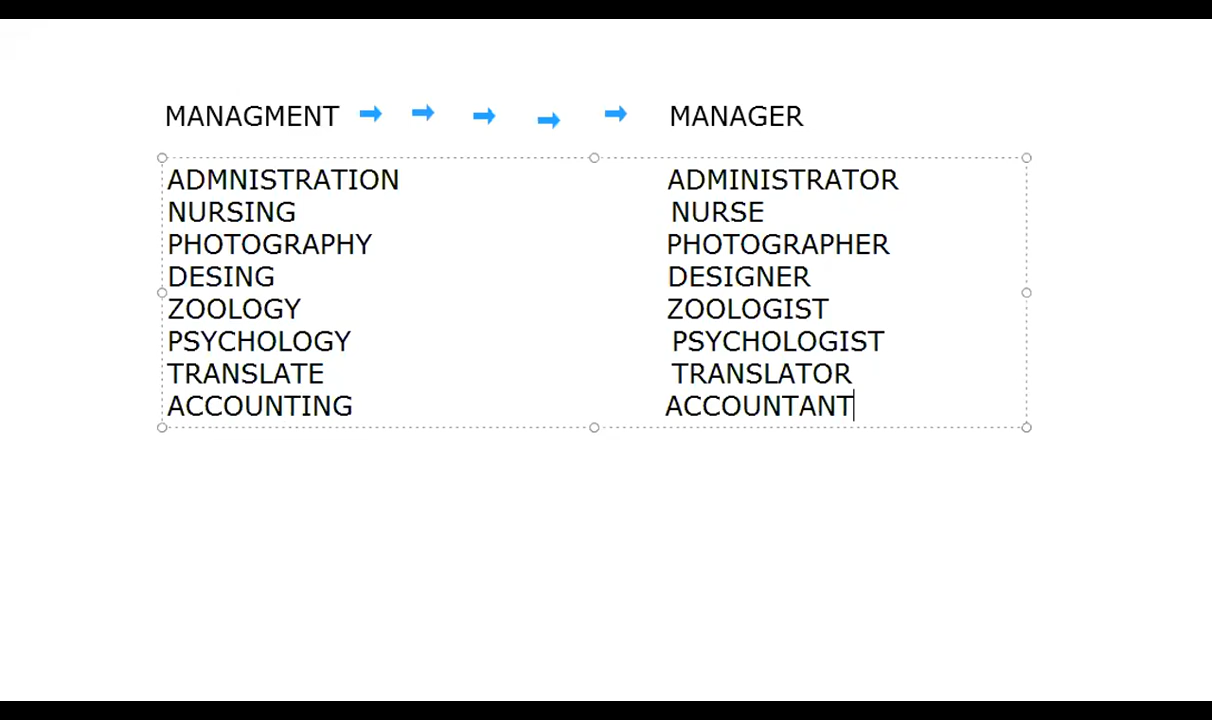 MANAGMENT MANAGER
ADMNISTRATION ADMINISTRATOR
NURSING NURSE
PHOTOGRAPHY PHOTOGRAPHER
DESING DESIGNER
ZOOLOGY ZOOLOGIST
PSYCHOLOGY PSYCHOLOGIST
TRANSLATE TRANSLATOR
ACCOUNTING ACCOUNTANT